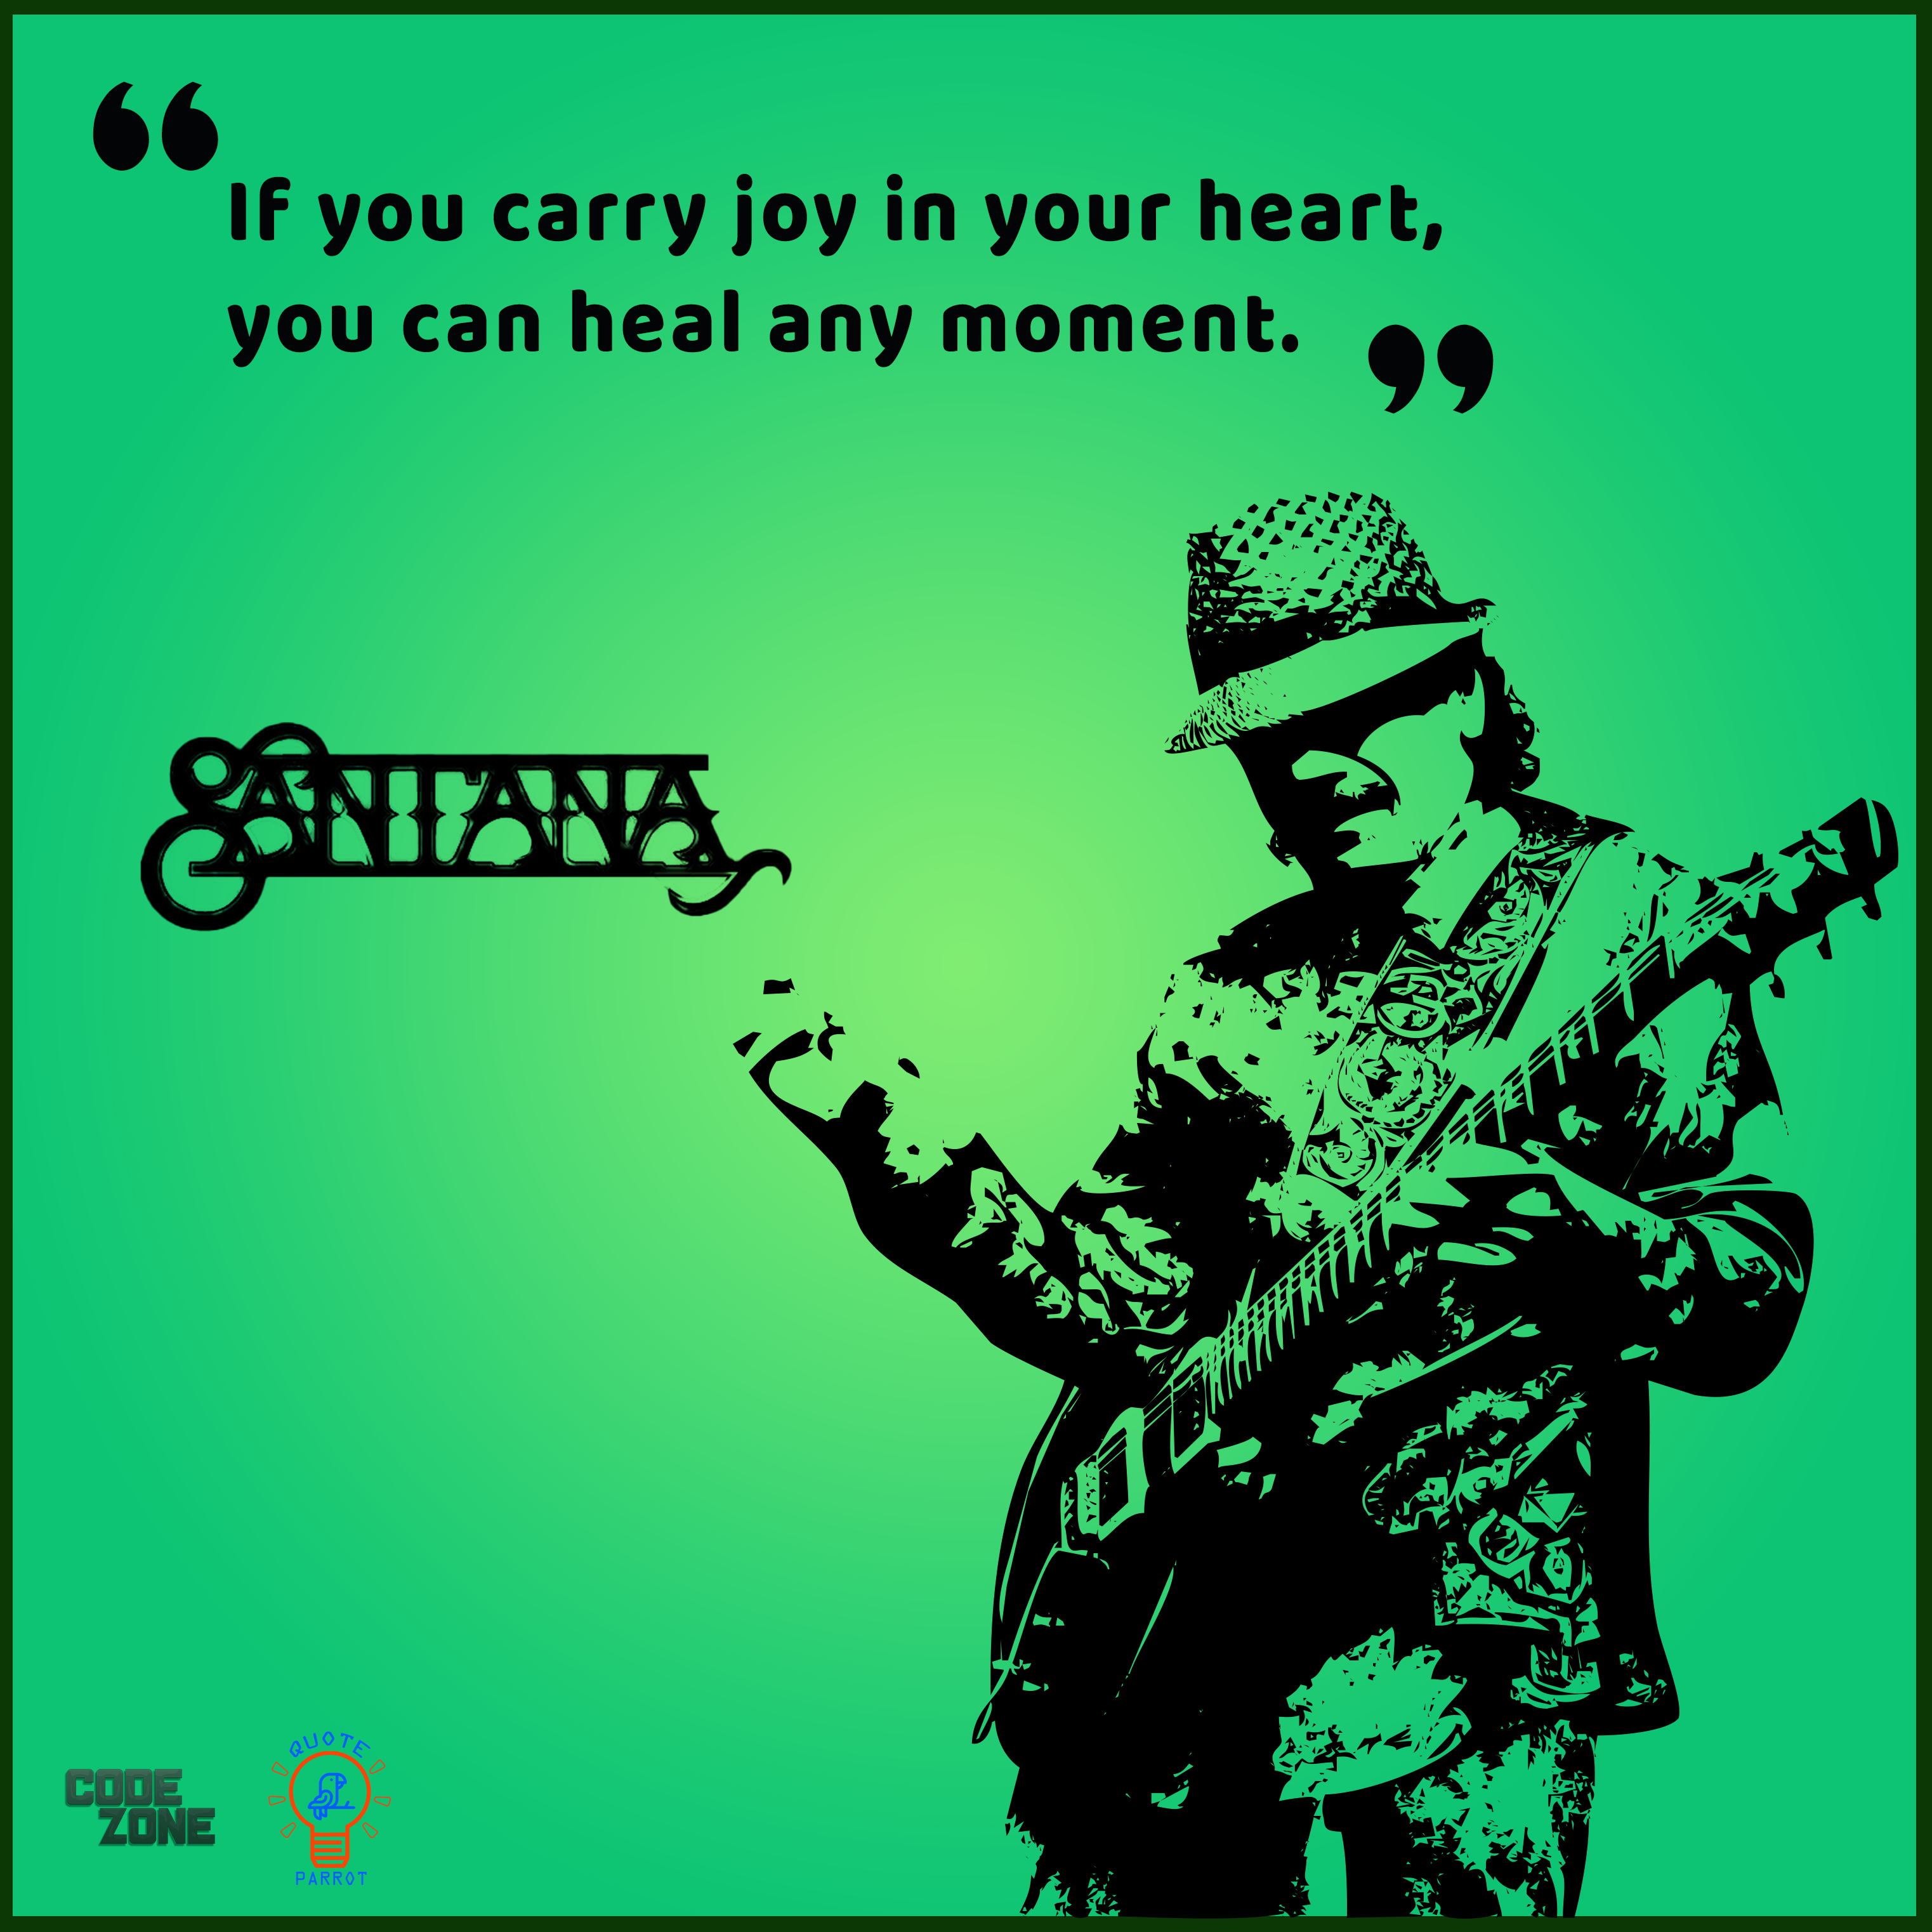 “ If you carry joy in your heart,
you can heal any moment. ”
SANTANA
CODE
ZONE
QUOTE
PARROT